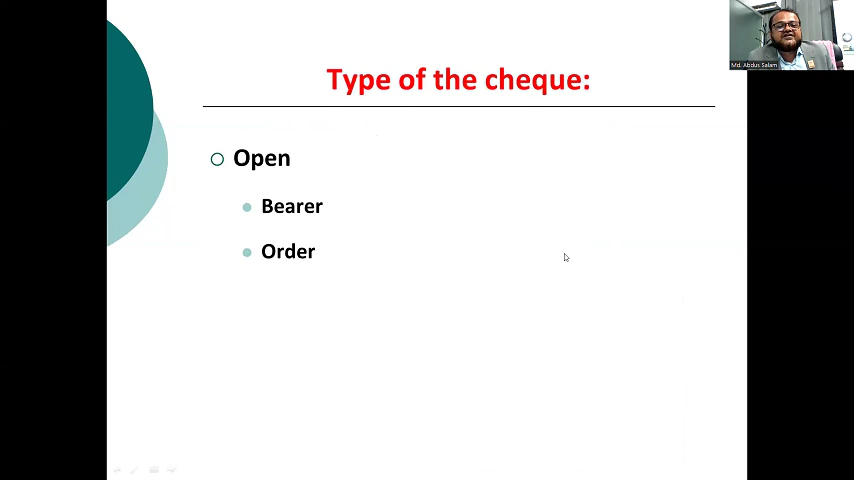 Md. Abdus Salam
Type of the cheque:
Open
Bearer
Order